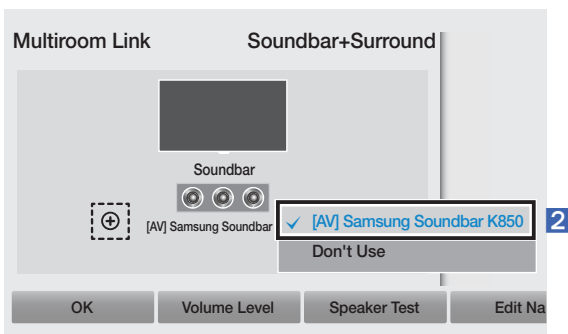 Multiroom Link
Soundbar+Surround
Soundbar
[AV] Samsung Soundbar
[AV] Samsung Soundbar K850
2
Don't Use
OK
Volume Level
Speaker Test
Edit Na